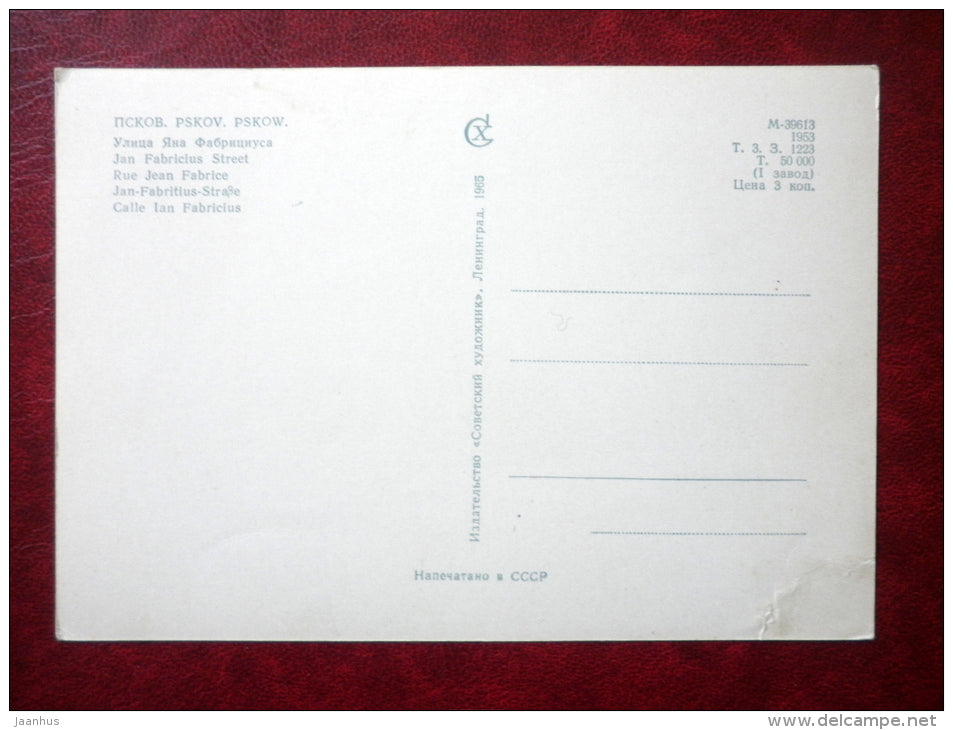 ПСКОВ. PSKOV. PSKOW.
Улица Яна Фабрициуса
Jan Fabricius Street
Rue Jean Fabrice
Jan-Fabritius-Straße
Calle Ian Fabricius
М-39613
1953
Т. З. З. 1223
Т. 50 000
(I завод)
Цена 3 коп.
Издательство «Советский художник». Ленинград. 1965
Напечатано в СССР
jaanhus
www.delcampe.net